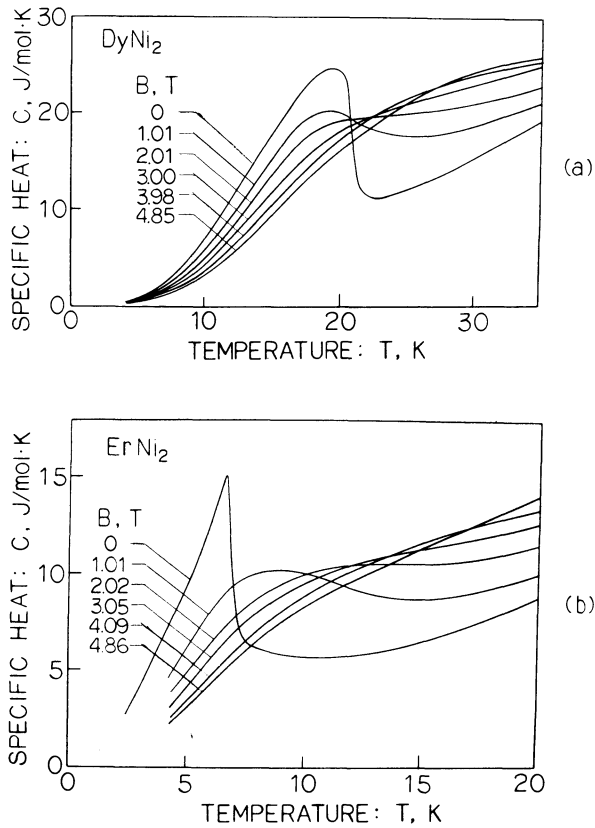 30
DyNi2
B, T
0
1.01
2.01
3.00
3.98
4.85
20
10
0
SPECIFIC HEAT: C, J/mol·K
0 10 20 30
TEMPERATURE: T, K
(a)
ErNi2
15
B, T
0
1.01
2.02
3.05
4.09
4.86
10
5
0
SPECIFIC HEAT: C, J/mol·K
0 5 10 15 20
TEMPERATURE: T, K
(b)